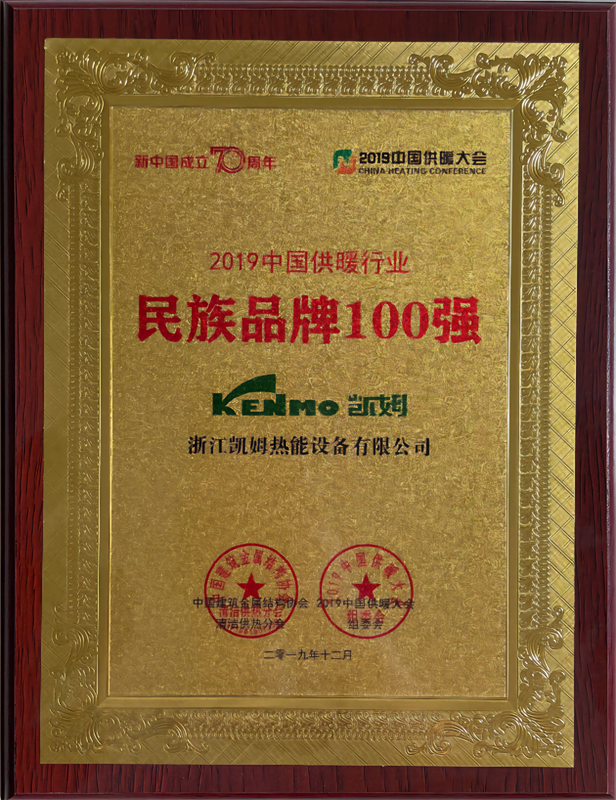 新中国成立70周年
2019中国供暖大会
CHINA HEATING CONFERENCE
2019中国供暖行业
民族品牌100强
KENMO 凯姆
浙江凯姆热能设备有限公司
中国建筑金属结构协会 2019中国供暖大会
清洁供热分会 组委会
二零一九年十二月